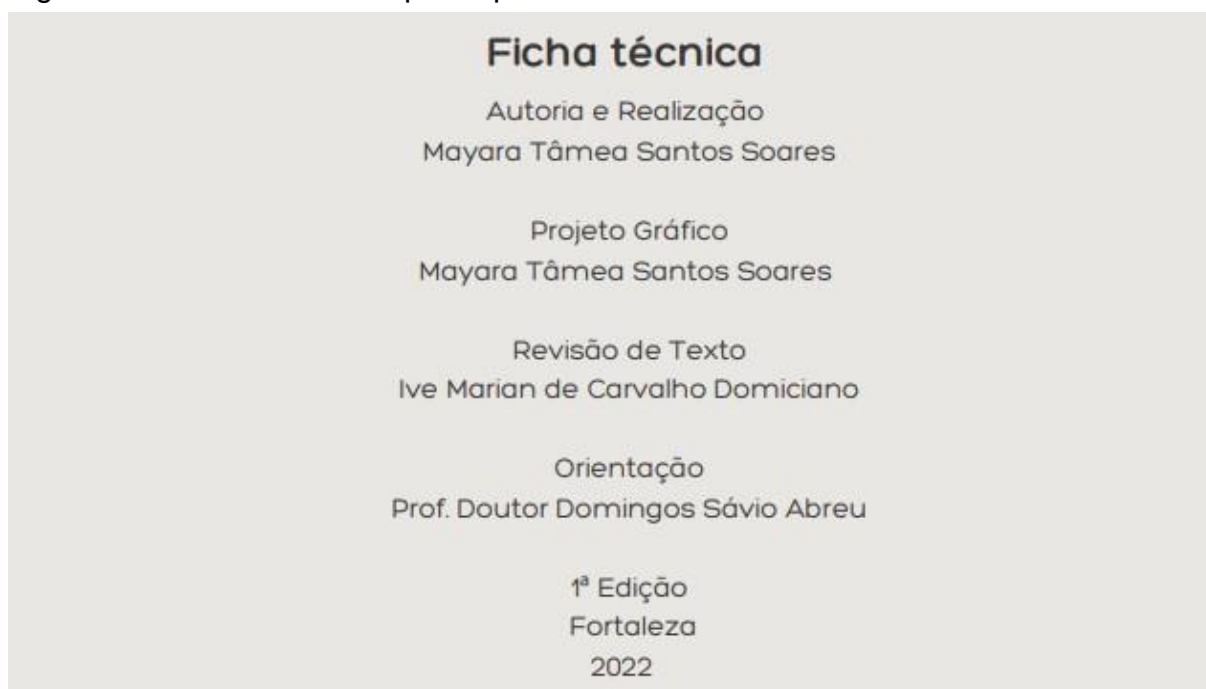 Ficha técnica
Autoria e Realização
Mayara Tâmea Santos Soares
Projeto Gráfico
Mayara Tâmea Santos Soares
Revisão de Texto
Ive Marian de Carvalho Domiciano
Orientação
Prof. Doutor Domingos Sávio Abreu
1ª Edição
Fortaleza
2022